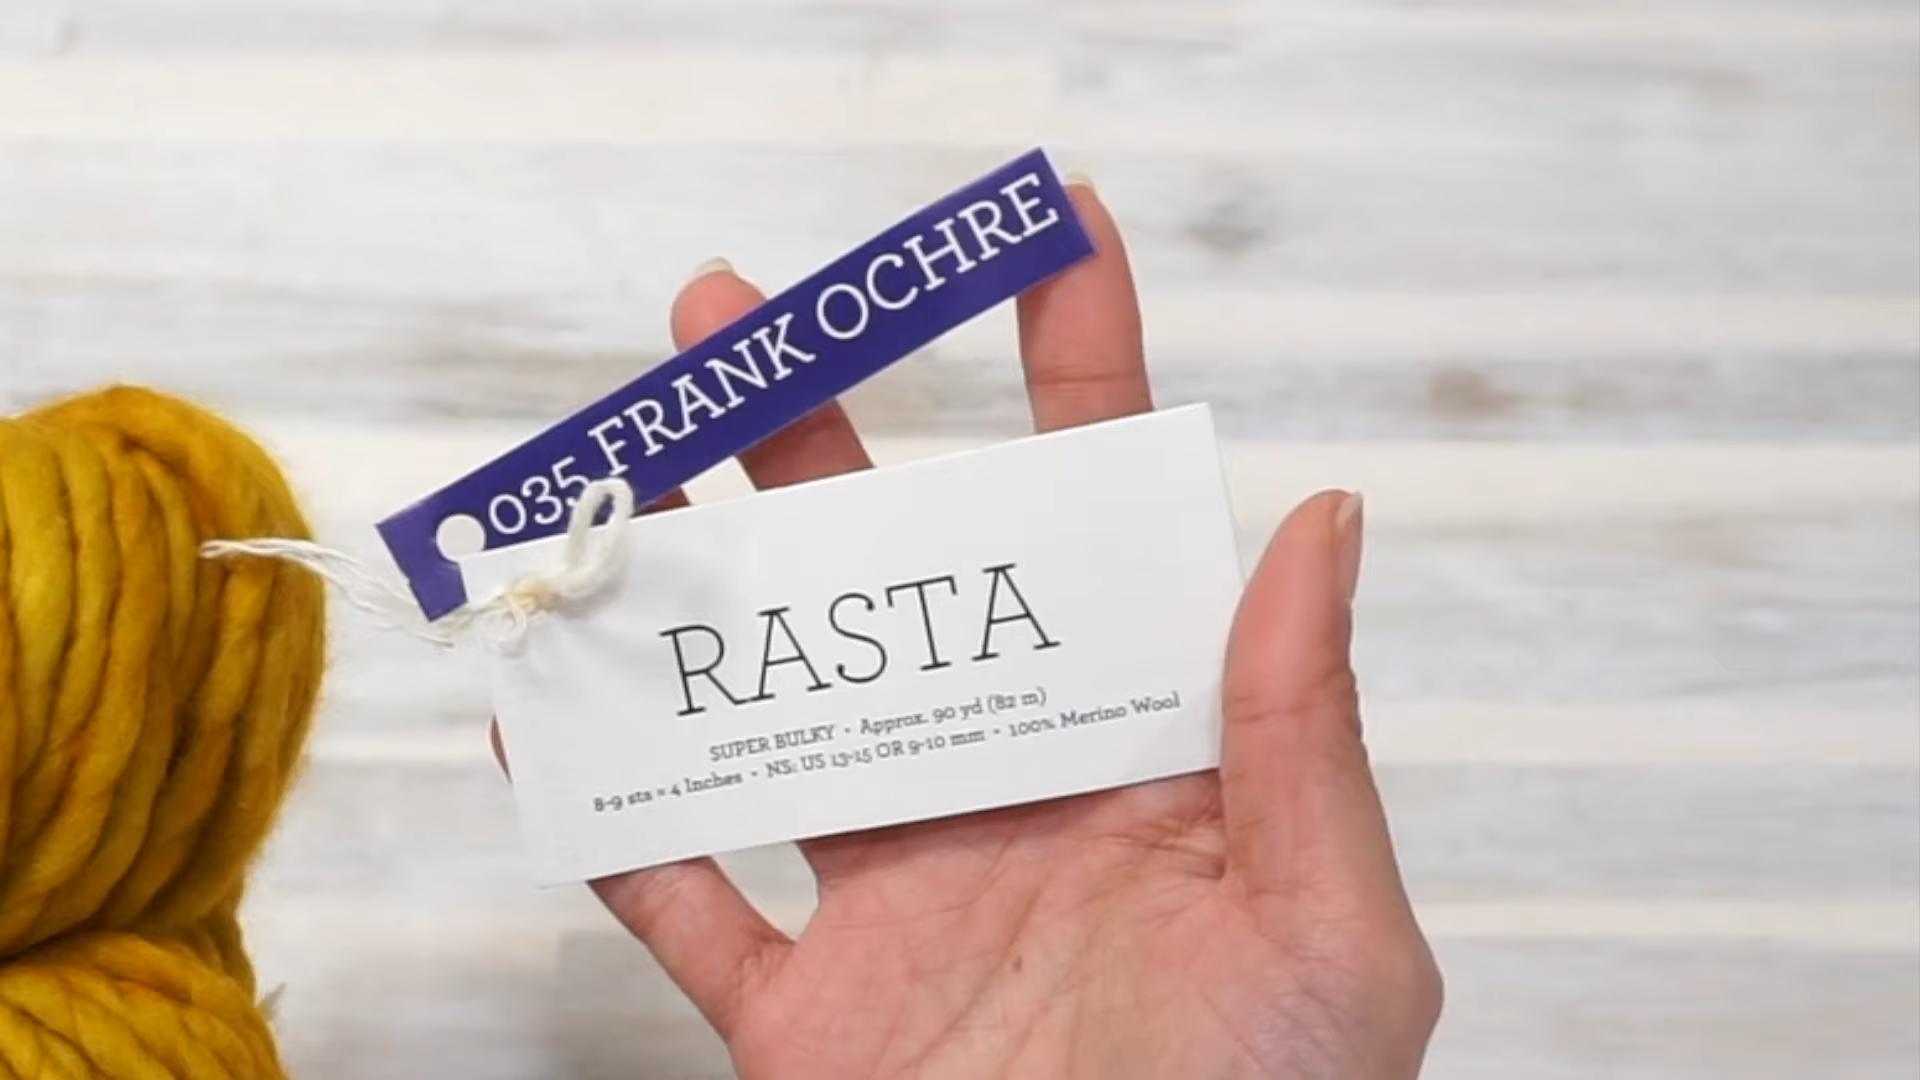 035 FRANK OCHRE
RASTA
SUPER BULKY • Approx. 90 yd (82 m)
8-9 sts = 4 Inches • NS: US 13-15 OR 9-10 mm • 100% Merino Wool